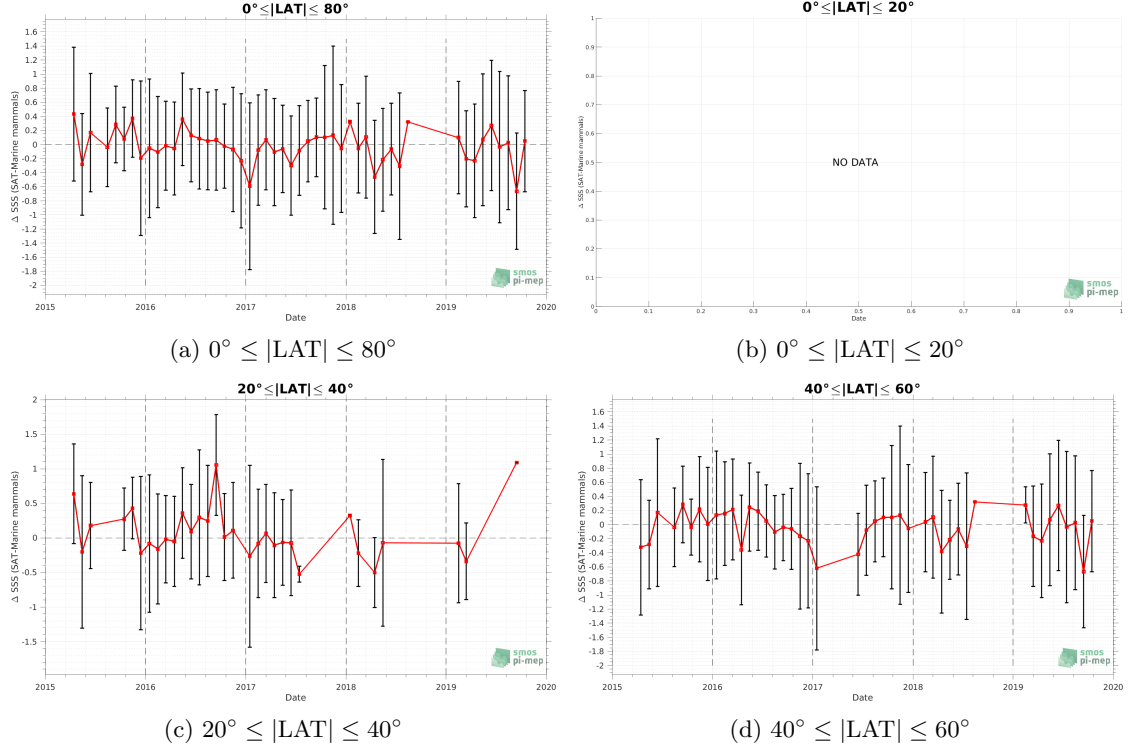 0°≤|LAT|≤ 80°
Δ SSS (SAT-Marine mammals)
1.6
1.4
1.2
1
0.8
0.6
0.4
0.2
0
-0.2
-0.4
-0.6
-0.8
-1
-1.2
-1.4
-1.6
-1.8
-2
smos
pi-mep
2015 2016 2017 2018 2019 2020
Date
(a) 0° ≤ |LAT| ≤ 80°
0°≤|LAT|≤ 20°
Δ SSS (SAT-Marine mammals)
1
0.9
0.8
0.7
0.6
0.5
0.4
0.3
0.2
0.1
0
NO DATA
smos
pi-mep
0 0.1 0.2 0.3 0.4 0.5 0.6 0.7 0.8 0.9 1
Date
(b) 0° ≤ |LAT| ≤ 20°
20°≤|LAT|≤ 40°
Δ SSS (SAT-Marine mammals)
2
1.5
1
0.5
0
-0.5
-1
-1.5
smos
pi-mep
2015 2016 2017 2018 2019 2020
Date
(c) 20° ≤ |LAT| ≤ 40°
40°≤|LAT|≤ 60°
Δ SSS (SAT-Marine mammals)
1.6
1.4
1.2
1
0.8
0.6
0.4
0.2
0
-0.2
-0.4
-0.6
-0.8
-1
-1.2
-1.4
-1.6
-1.8
-2
smos
pi-mep
2015 2016 2017 2018 2019 2020
Date
(d) 40° ≤ |LAT| ≤ 60°